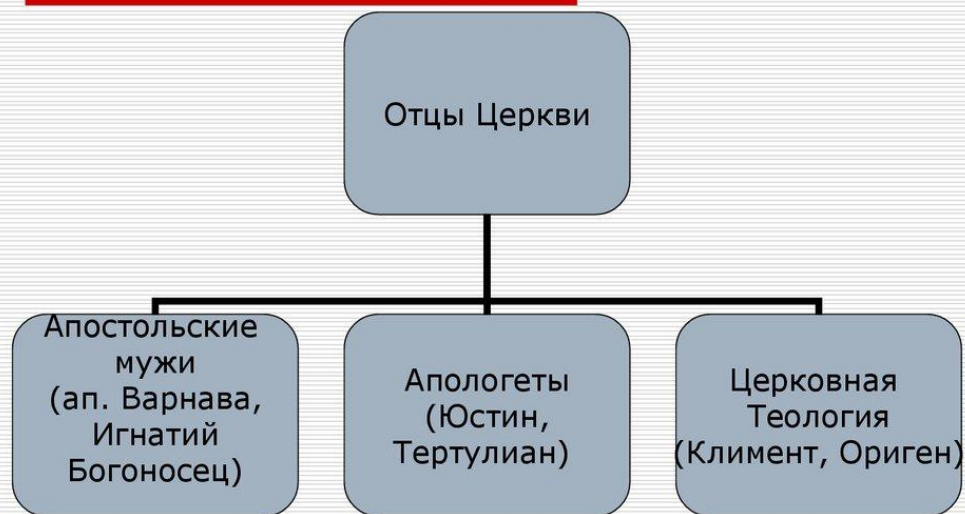 Отцы Церкви
Апостольские
мужи
(ап. Варнава,
Игнатий
Богоносец)
Апологеты
(Юстин,
Тертулиан)
Церковная
Теология
(Климент, Ориген)